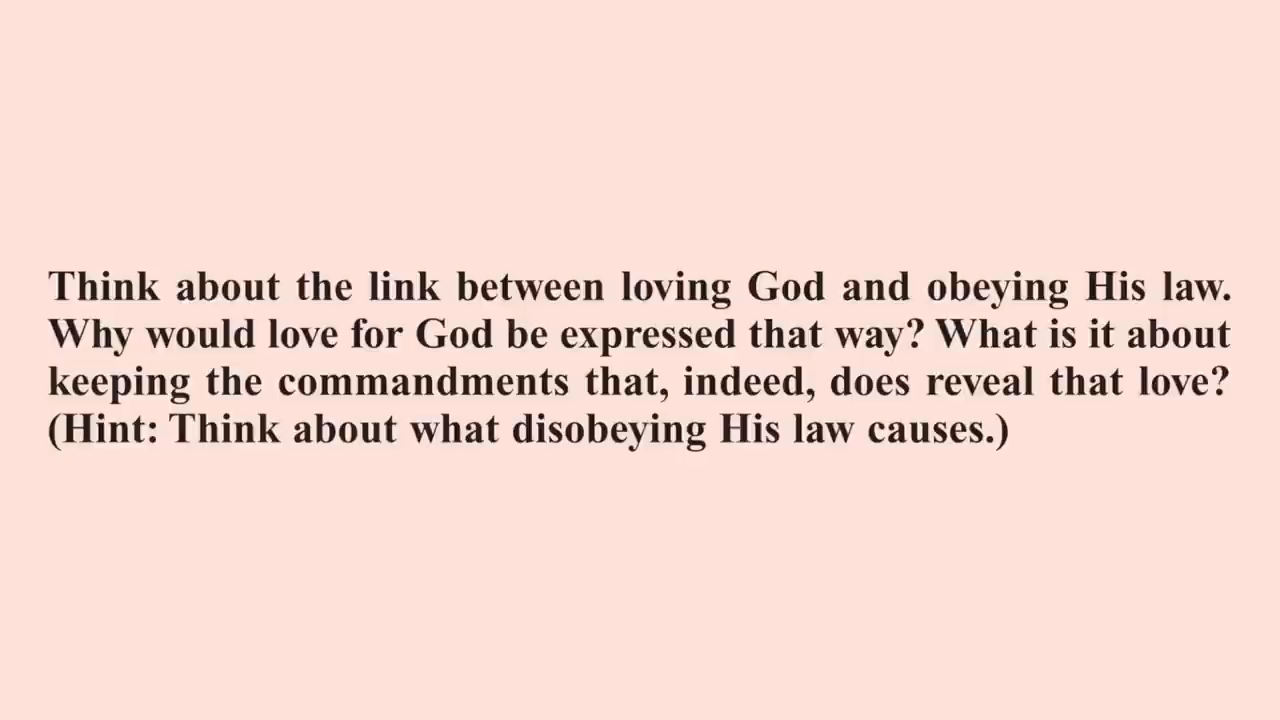 Think about the link between loving God and obeying His law.
Why would love for God be expressed that way? What is it about
keeping the commandments that, indeed, does reveal that love?
(Hint: Think about what disobeying His law causes.)